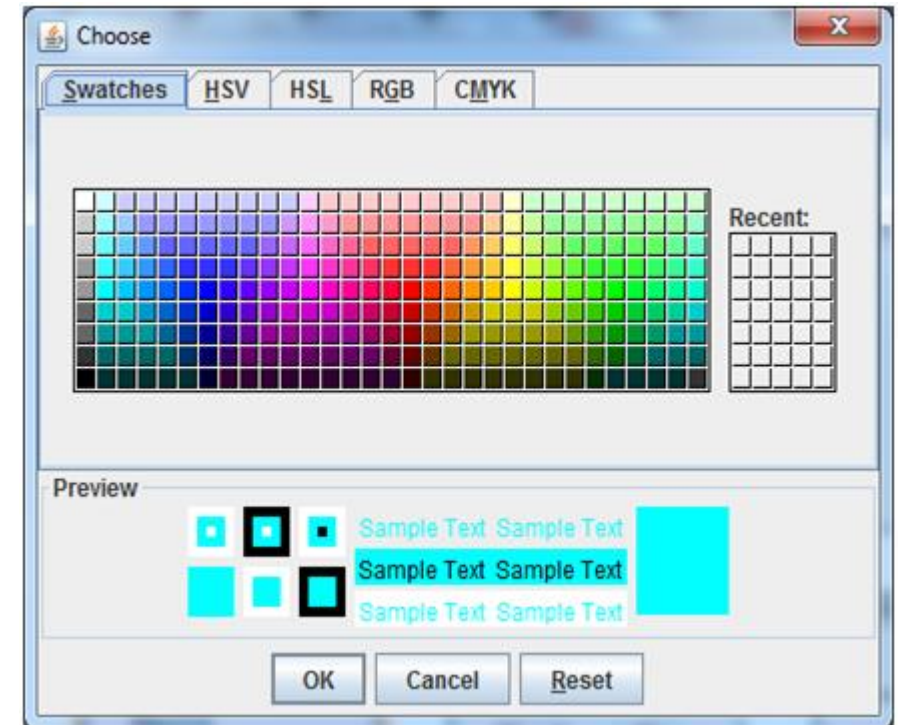 Choose
X
Swatches HSV HSL RGB CMYK
Recent:
Preview
Sample Text Sample Text
Sample Text Sample Text
Sample Text Sample Text
OK Cancel Reset